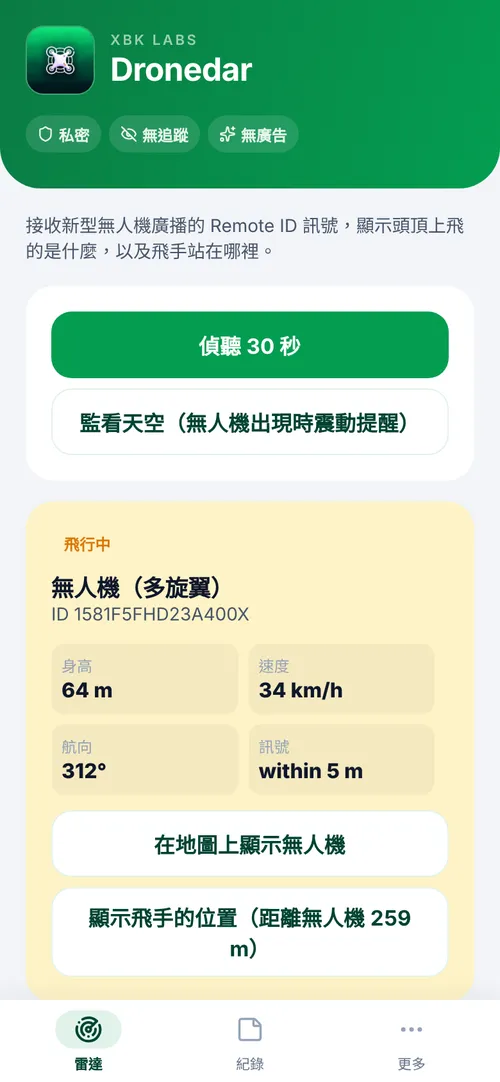 XBK LABS
Dronedar
私密
無追蹤
無廣告
接收新型無人機廣播的 Remote ID 訊號，顯示頭頂上飛
的是什麼，以及飛手站在哪裡。
偵聽 30 秒
監看天空（無人機出現時震動提醒）
飛行中
無人機（多旋翼）
ID 1581F5FHD23A400X
身高
64 m
速度
34 km/h
航向
312°
訊號
within 5 m
在地圖上顯示無人機
顯示飛手的位置（距離無人機 259
m）
雷達
紀錄
更多